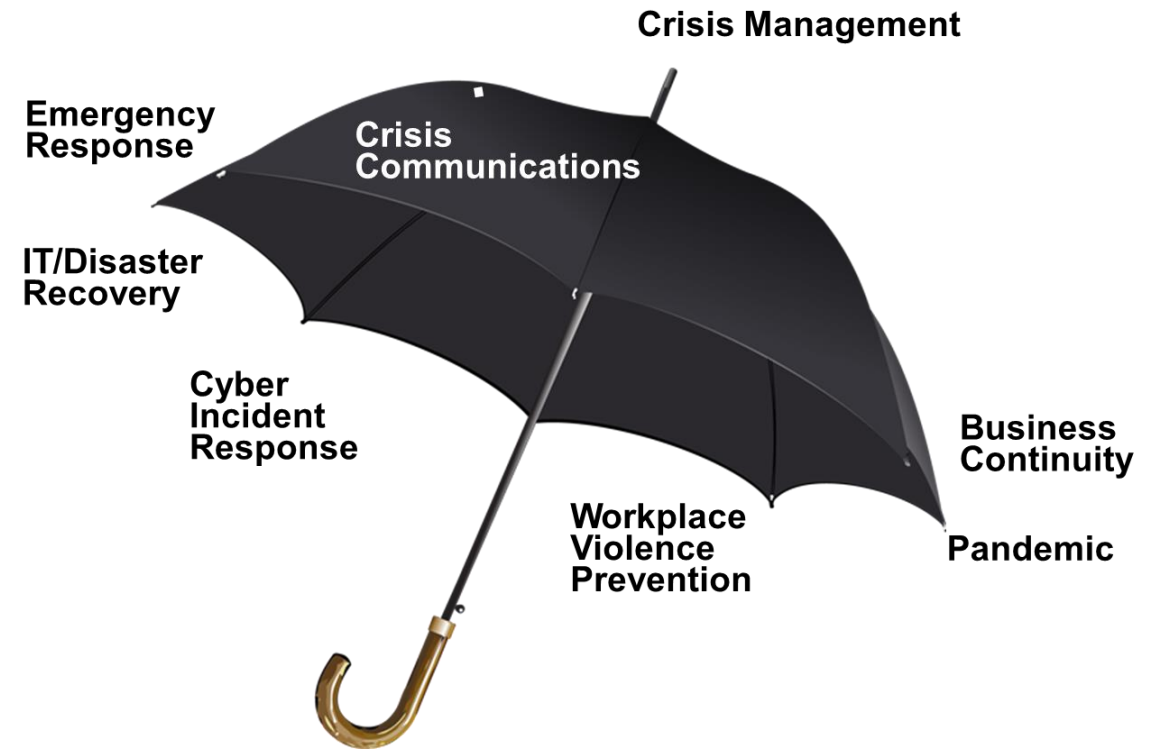 Crisis Management
Emergency
Response
Crisis
Communications
IT/Disaster
Recovery
Cyber
Incident
Response
Business
Continuity
Workplace
Violence
Prevention
Pandemic